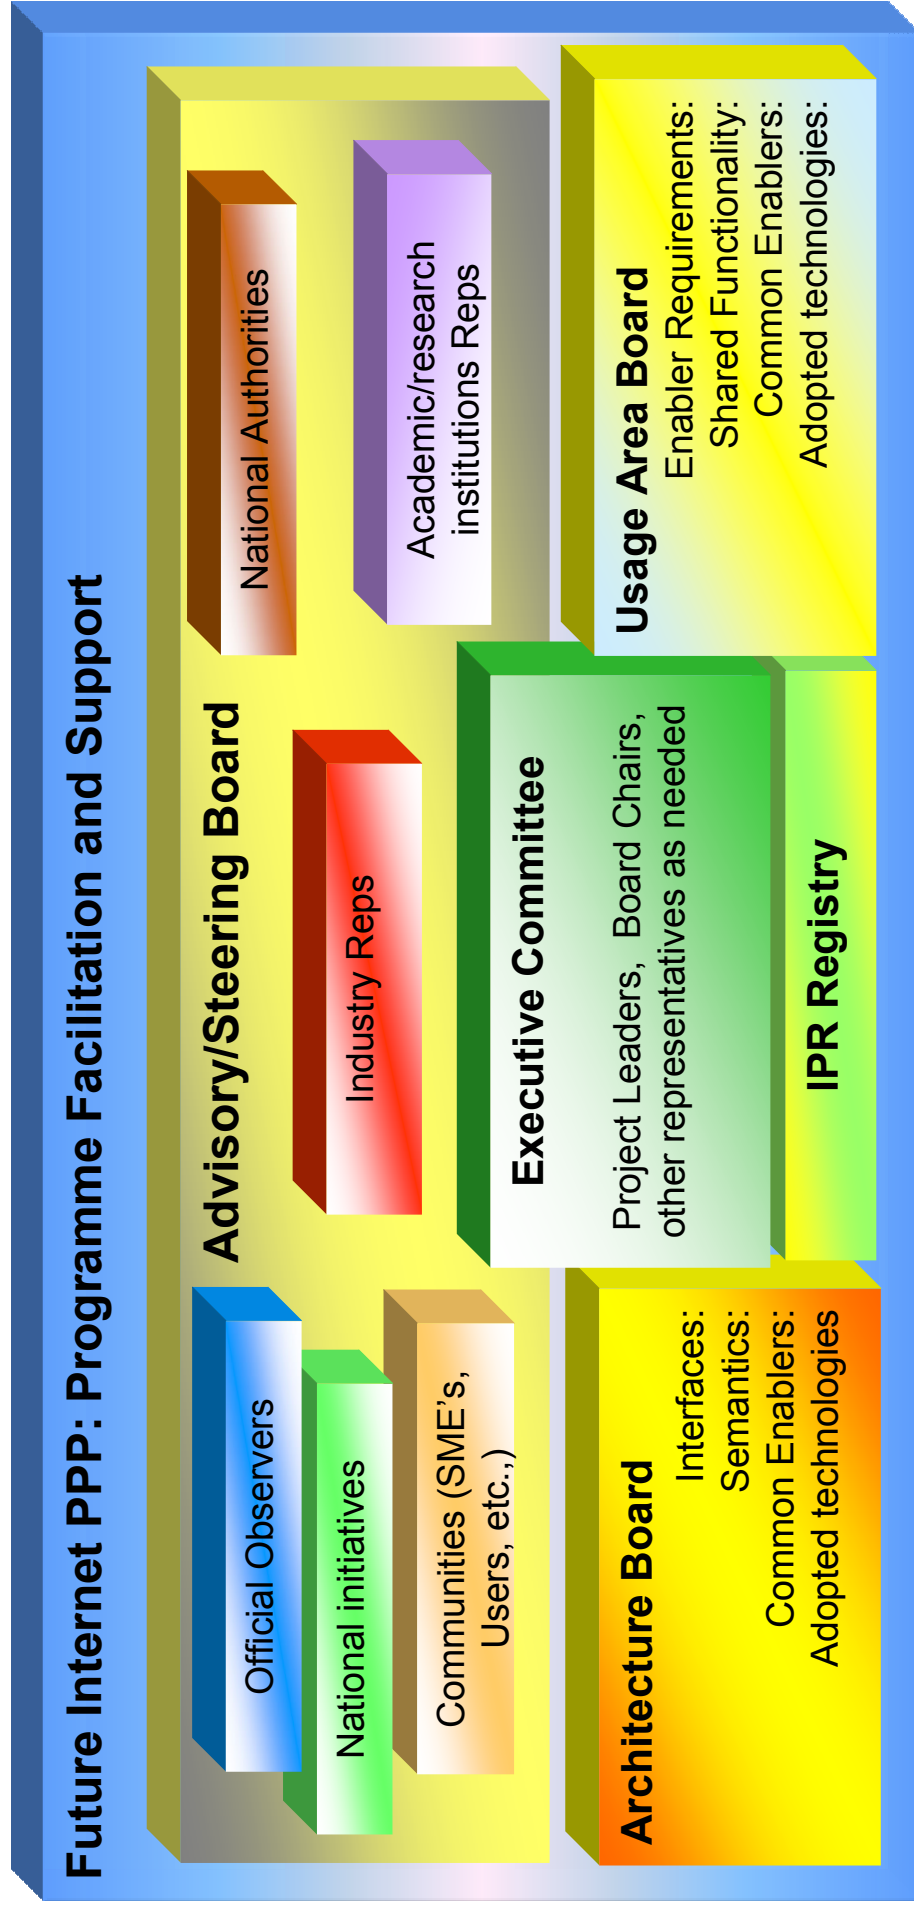 Future Internet PPP: Programme Facilitation and Support
Advisory/Steering Board
Official Observers
National initiatives
Communities (SME's,
Users, etc.,)
Industry Reps
National Authorities
Academic/research
institutions Reps
Architecture Board
Interfaces:
Semantics:
Common Enablers:
Adopted technologies
Executive Committee
Project Leaders, Board Chairs,
other representatives as needed
IPR Registry
Usage Area Board
Enabler Requirements:
Shared Functionality:
Common Enablers:
Adopted technologies: